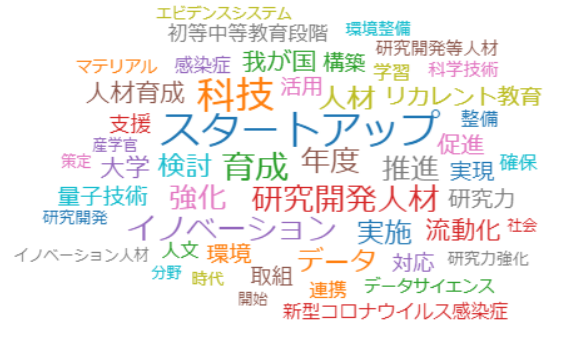 エビデンスシステム
初等中等教育段階 環境整備
研究開発等人材
マテリアル 感染症 我が国 構築 学習 科学技術
人材育成 科技 活用 人材 リカレント教育
支援 スタートアップ 整備
産学官 促進
策定 大学 検討 育成 年度 推進 実現 確保
量子技術 強化 研究開発人材 研究力
研究開発 イノベーション 実施 流動化 社会
イノベーション人材 人文 環境 データ 対応 研究力強化
分野 時代 取組 データサイエンス
開始 連携
新型コロナウイルス感染症